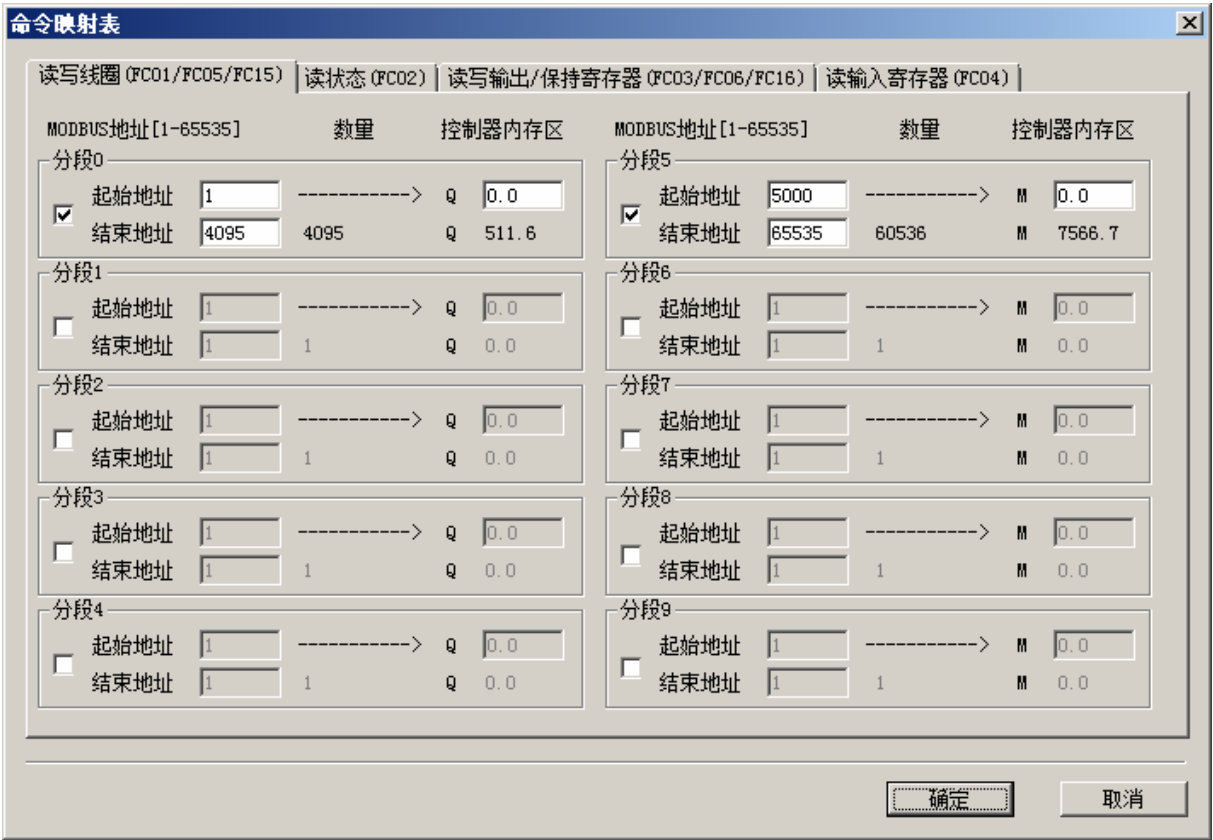 命令映射表
读写线圈(FC01/FC05/FC15) 读状态(FC02) 读写输出/保持寄存器(FC03/FC06/FC16) 读输入寄存器(FC04)
MODBUS地址[1-65535] 数量 控制器内存区 MODBUS地址[1-65535] 数量 控制器内存区
分段0 分段5
起始地址 1 -----------> Q 0.0 起始地址 5000 -----------> M 0.0
结束地址 4095 4095 Q 511.6 结束地址 65535 60536 M 7566.7
分段1 分段6
起始地址 1 -----------> Q 0.0 起始地址 1 -----------> M 0.0
结束地址 1 1 Q 0.0 结束地址 1 1 M 0.0
分段2 分段7
起始地址 1 -----------> Q 0.0 起始地址 1 -----------> M 0.0
结束地址 1 1 Q 0.0 结束地址 1 1 M 0.0
分段3 分段8
起始地址 1 -----------> Q 0.0 起始地址 1 -----------> M 0.0
结束地址 1 1 Q 0.0 结束地址 1 1 M 0.0
分段4 分段9
起始地址 1 -----------> Q 0.0 起始地址 1 -----------> M 0.0
结束地址 1 1 Q 0.0 结束地址 1 1 M 0.0
确定 取消